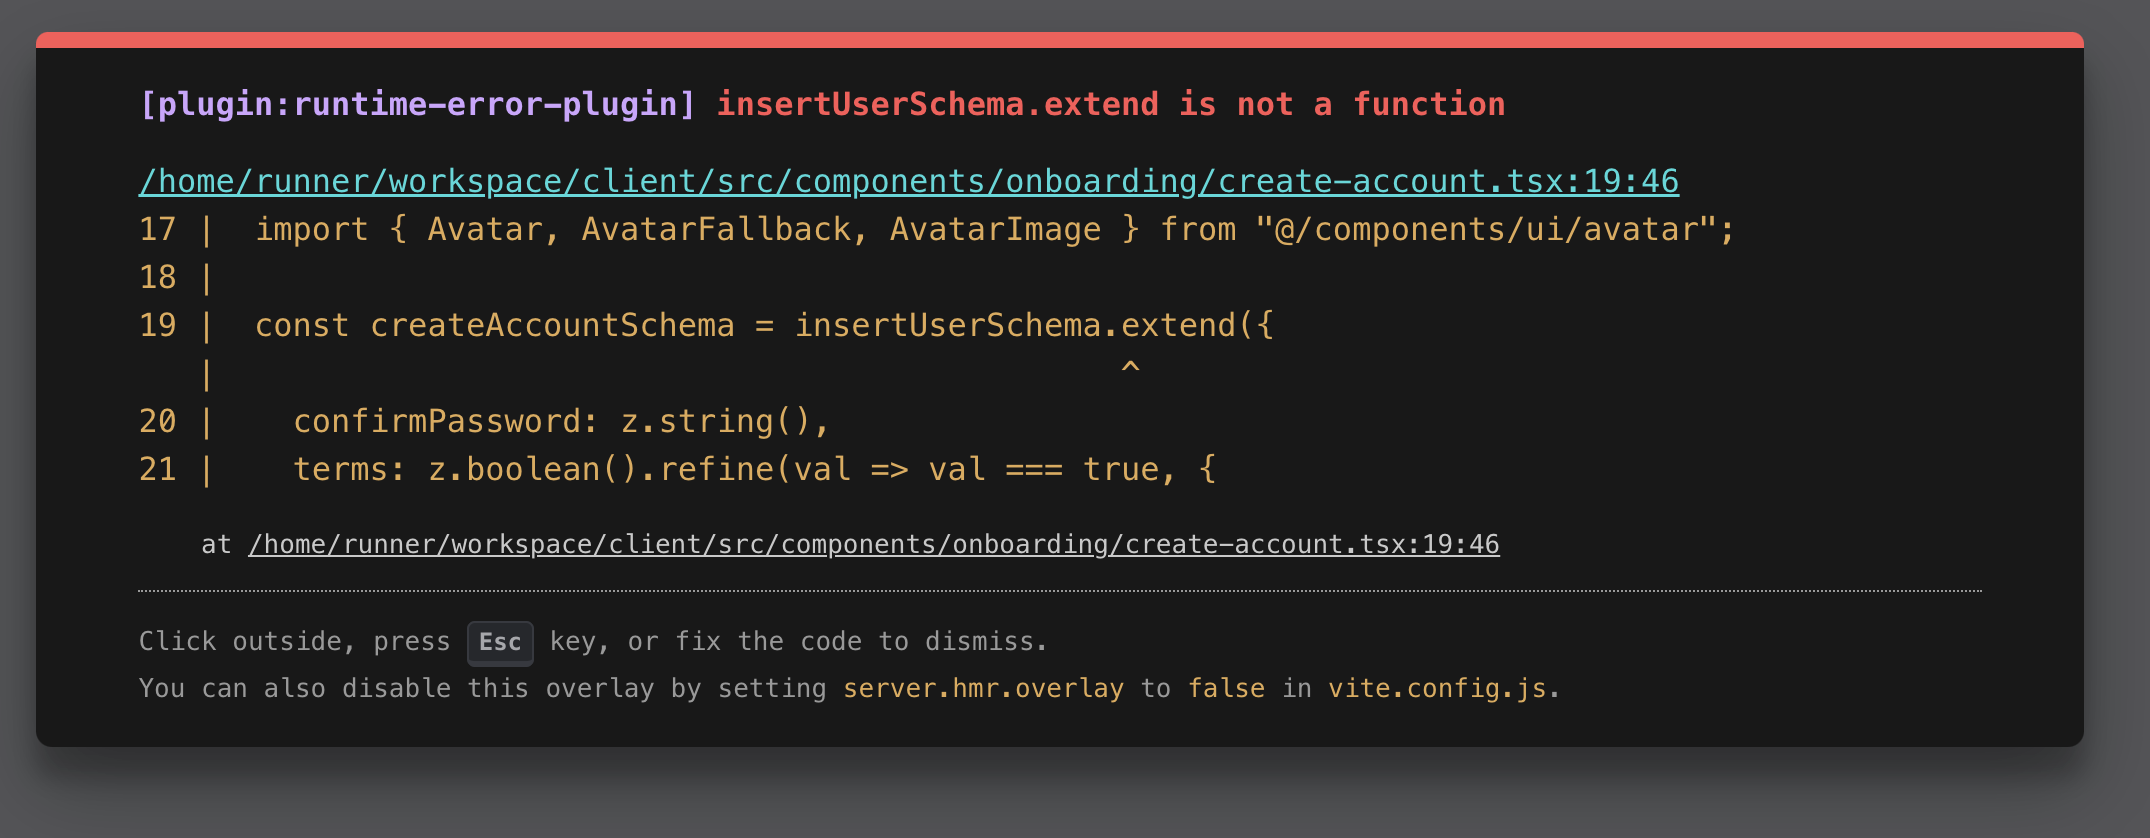 [plugin:runtime-error-plugin] insertUserSchema.extend is not a function
/home/runner/workspace/client/src/components/onboarding/create-account.tsx:19:46
17 |  import { Avatar, AvatarFallback, AvatarImage } from "@/components/ui/avatar";
18 |
19 |  const createAccountSchema = insertUserSchema.extend({
   |                                               ^
20 |    confirmPassword: z.string(),
21 |    terms: z.boolean().refine(val => val === true, {
    at /home/runner/workspace/client/src/components/onboarding/create-account.tsx:19:46
Click outside, press Esc key, or fix the code to dismiss.
You can also disable this overlay by setting server.hmr.overlay to false in vite.config.js.